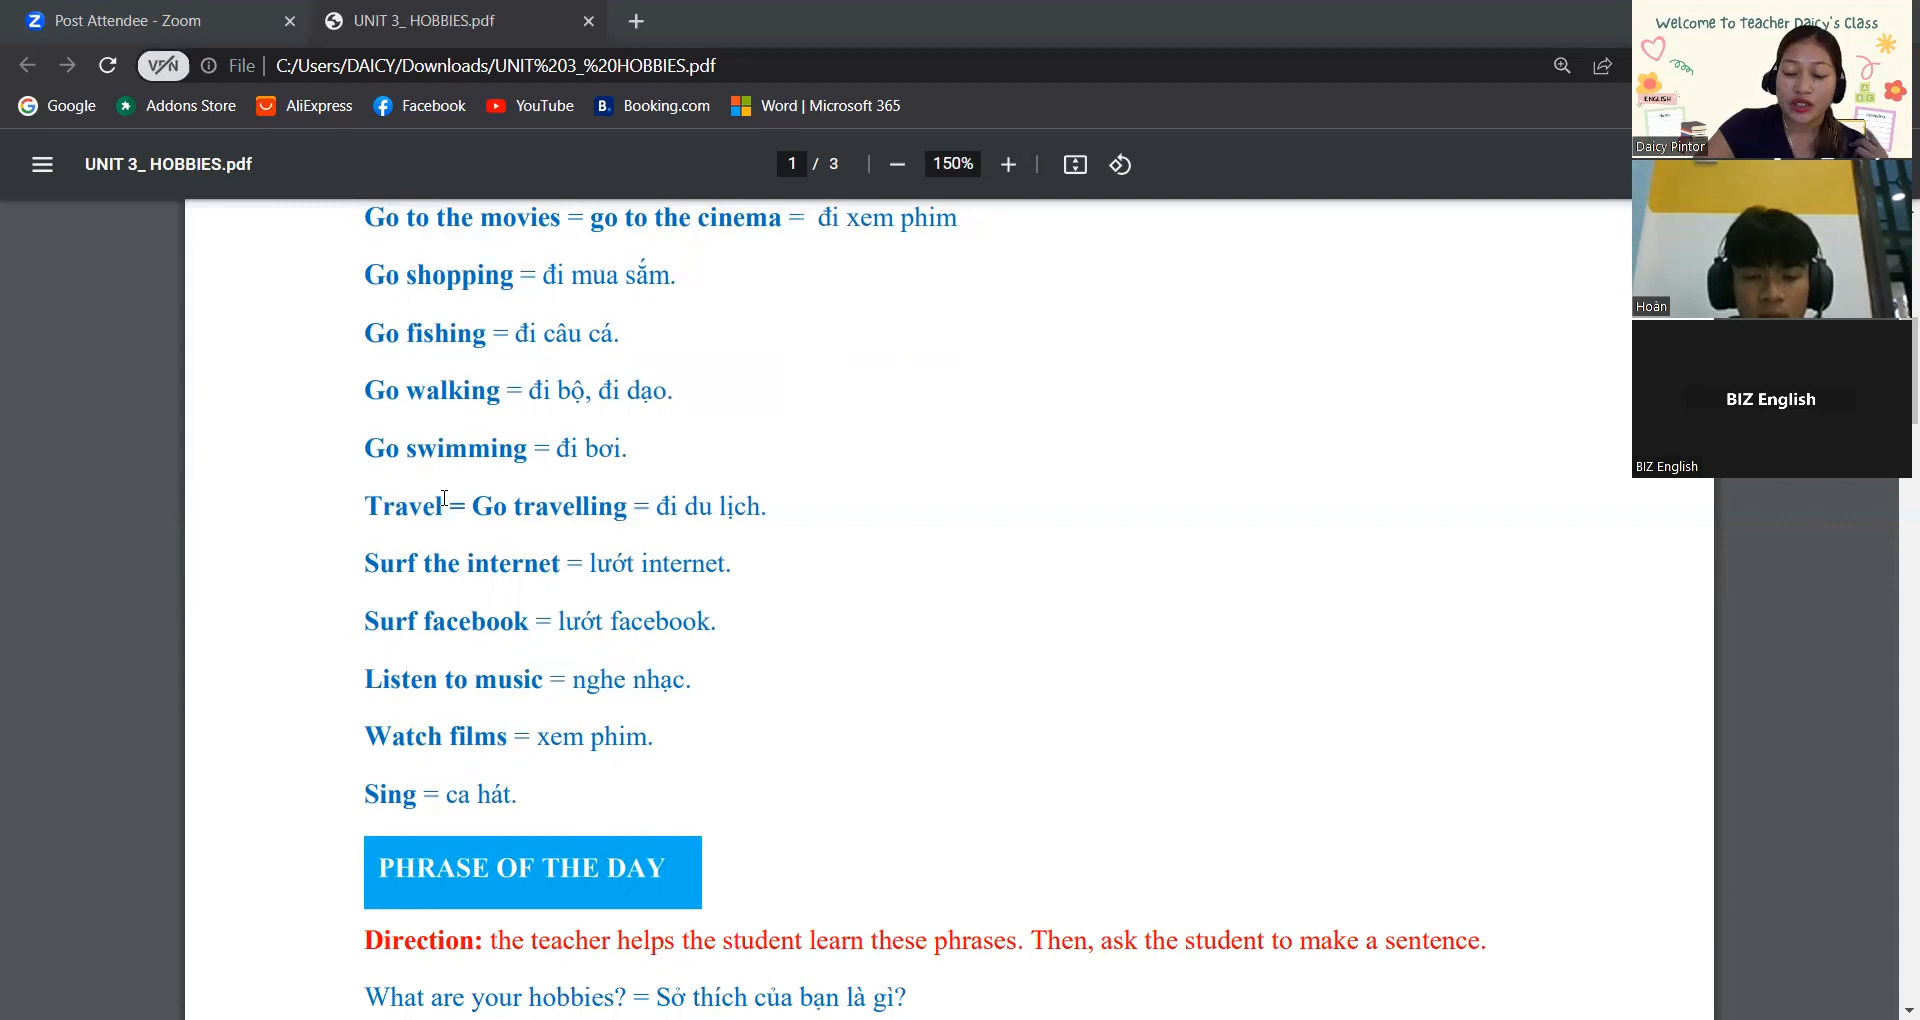 Post Attendee - Zoom
UNIT 3_ HOBBIES.pdf
VPN
File
C:/Users/DAICY/Downloads/UNIT%203_%20HOBBIES.pdf
Google
Addons Store
AliExpress
Facebook
YouTube
B. Booking.com
Word | Microsoft 365
UNIT 3_ HOBBIES.pdf
1 / 3
150%
Go to the movies = go to the cinema = đi xem phim
Go shopping = đi mua sắm.
Go fishing = đi câu cá.
Go walking = đi bộ, đi dạo.
Go swimming = đi bơi.
Travel = Go travelling = đi du lịch.
Surf the internet = lướt internet.
Surf facebook = lướt facebook.
Listen to music = nghe nhạc.
Watch films = xem phim.
Sing = ca hát.
PHRASE OF THE DAY
Direction: the teacher helps the student learn these phrases. Then, ask the student to make a sentence.
What are your hobbies? = Sở thích của bạn là gì?
Welcome to Teacher Daicy's Class
ENGLISH
Daicy Pintor
Hoàn
BIZ English
BIZ English